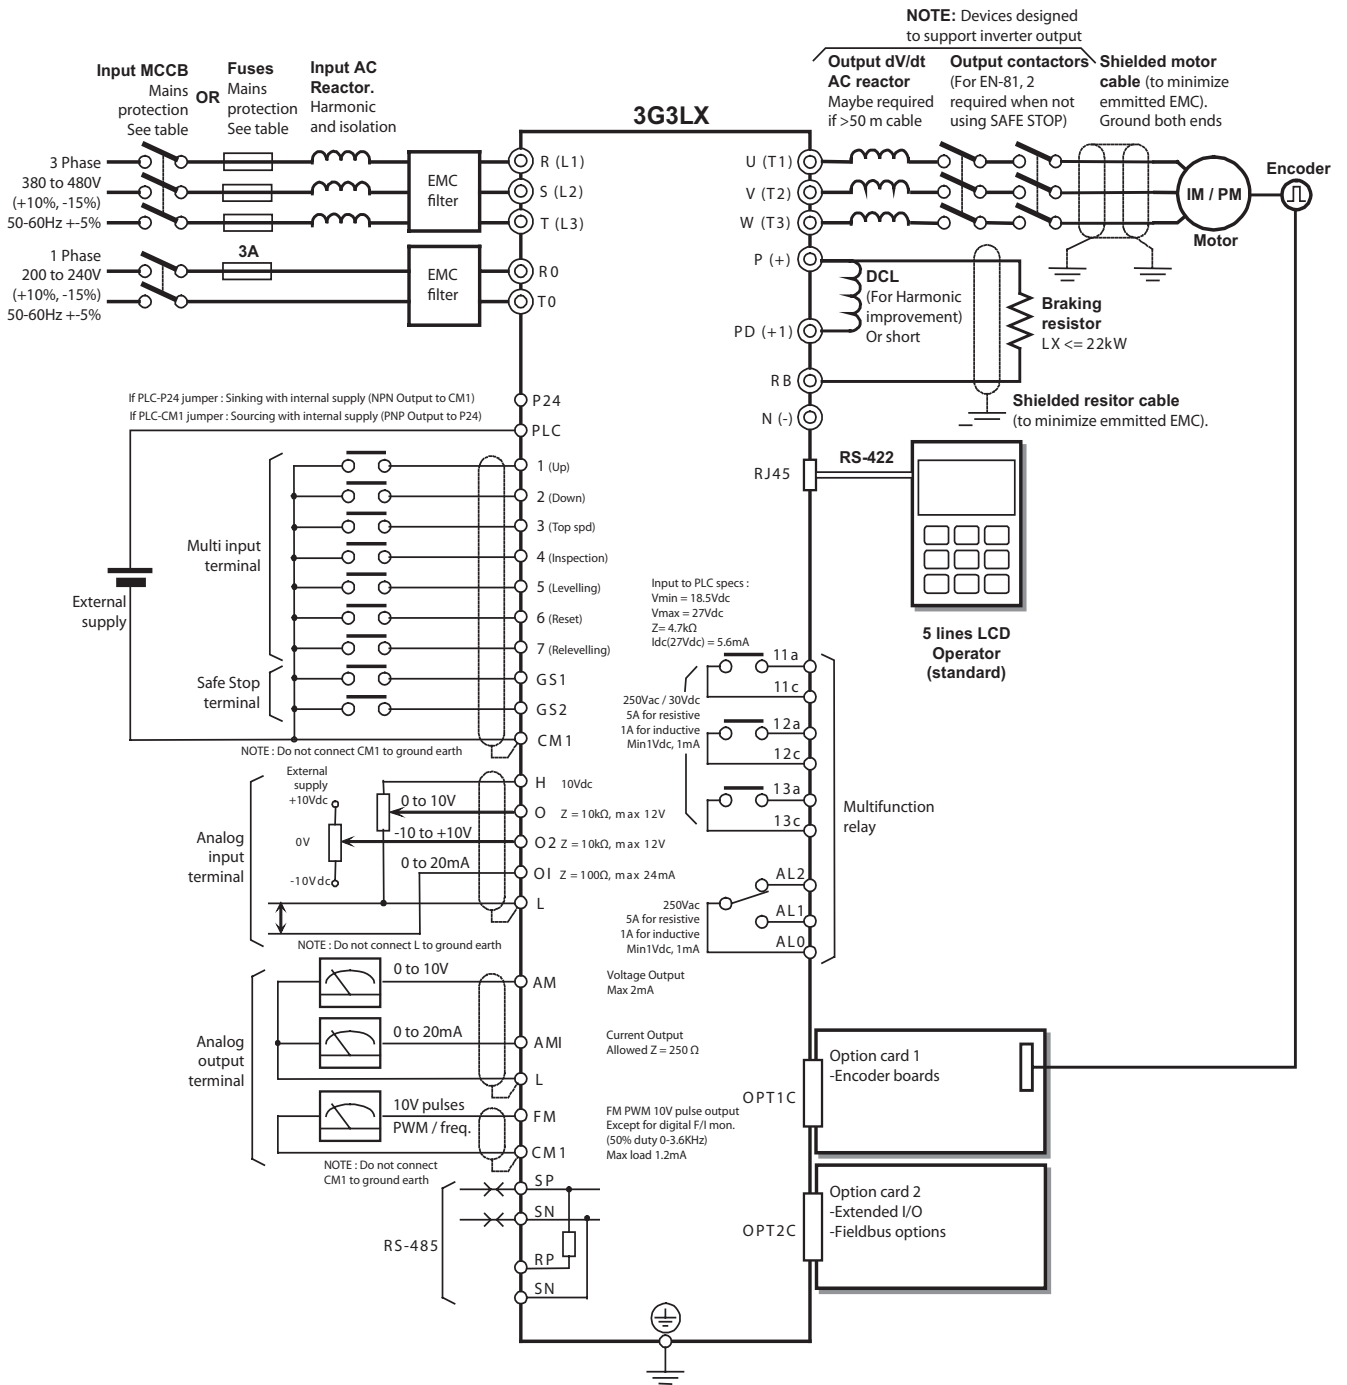 NOTE: Devices designed
to support inverter output
Input MCCB
Mains
protection
See table
OR
Fuses
Mains
protection
See table
Input AC
Reactor.
Harmonic
and isolation
3G3LX
Output dV/dt
AC reactor
Maybe required
if >50 m cable
Output contactors
(For EN-81, 2
required when not
using SAFE STOP)
Shielded motor
cable (to minimize
emmitted EMC).
Ground both ends
3 Phase
380 to 480V
(+10%, -15%)
50-60Hz +-5%
EMC
filter
R (L1)
S (L2)
T (L3)
U (T1)
V (T2)
W (T3)
IM / PM
Motor
Encoder
1 Phase
200 to 240V
(+10%, -15%)
50-60Hz +-5%
3A
EMC
filter
R0
T0
P (+)
DCL
(For Harmonic
improvement)
Or short
PD (+1)
Braking
resistor
LX <= 22kW
RB
N (-)
Shielded resitor cable
(to minimize emmitted EMC).
If PLC-P24 jumper : Sinking with internal supply (NPN Output to CM1)
If PLC-CM1 jumper : Sourcing with internal supply (PNP Output to P24)
P24
PLC
RJ45
RS-422
5 lines LCD
Operator
(standard)
External
supply
Multi input
terminal
1 (Up)
2 (Down)
3 (Top spd)
4 (Inspection)
5 (Levelling)
6 (Reset)
7 (Relevelling)
Safe Stop
terminal
GS1
GS2
CM1
NOTE : Do not connect CM1 to ground earth
Input to PLC specs :
Vmin = 18.5Vdc
Vmax = 27Vdc
Z= 4.7kΩ
Idc(27Vdc) = 5.6mA
11a
11c
12a
12c
13a
13c
250Vac / 30Vdc
5A for resistive
1A for inductive
Min1Vdc, 1mA
Multifunction
relay
AL2
AL1
AL0
250Vac
5A for resistive
1A for inductive
Min1Vdc, 1mA
Analog
input
terminal
External
supply
+10Vdc
0V
-10Vdc
0 to 10V
-10 to +10V
0 to 20mA
H 10Vdc
O Z = 10kΩ, max 12V
O2 Z = 10kΩ, max 12V
OI Z = 100Ω, max 24mA
L
NOTE : Do not connect L to ground earth
Analog
output
terminal
0 to 10V
AM
Voltage Output
Max 2mA
0 to 20mA
AMI
Current Output
Allowed Z = 250 Ω
L
10V pulses
PWM / freq.
FM
FM PWM 10V pulse output
Except for digital F/I mon.
(50% duty 0-3.6KHz)
Max load 1.2mA
CM1
NOTE : Do not connect
CM1 to ground earth
RS-485
SP
SN
RP
SN
OPT1C
Option card 1
-Encoder boards
OPT2C
Option card 2
-Extended I/O
-Fieldbus options